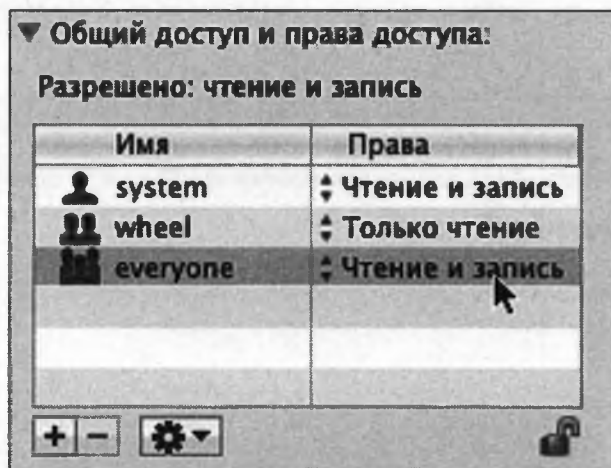 Общий доступ и права доступа:
Разрешено: чтение и запись
Имя Права
system Чтение и запись
wheel Только чтение
everyone Чтение и запись